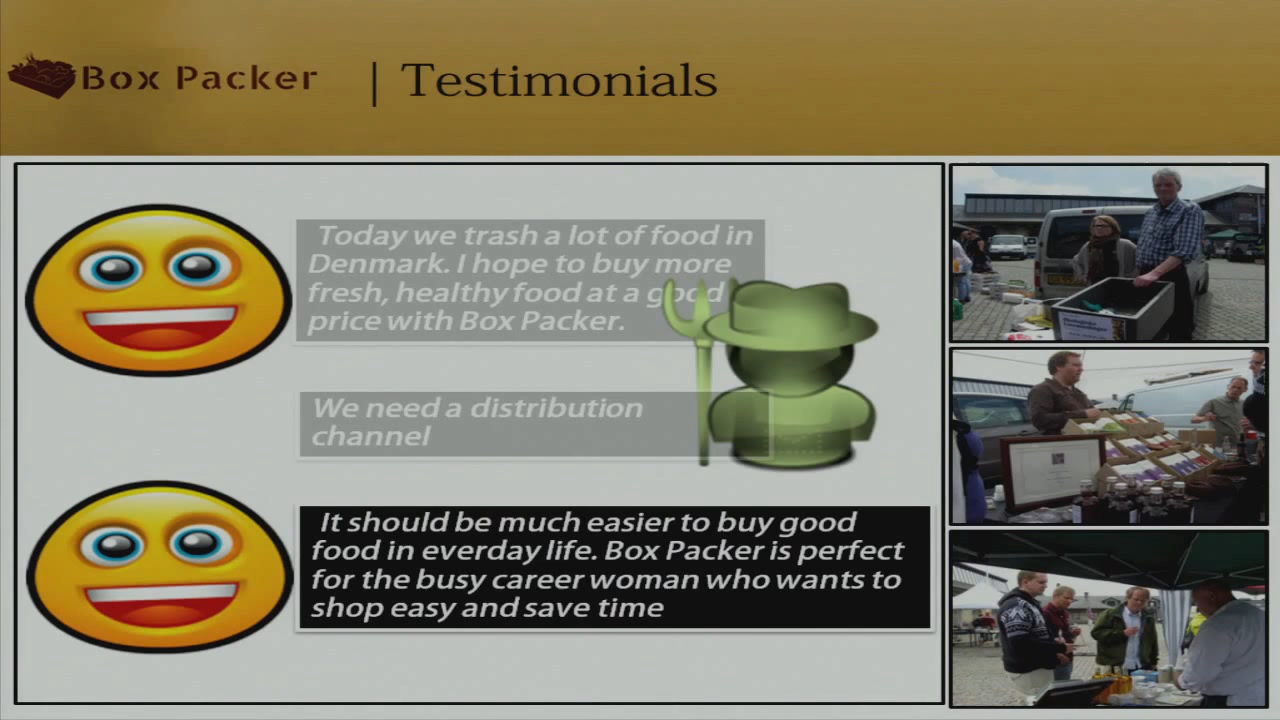 Box Packer | Testimonials
Today we trash a lot of food in
Denmark. I hope to buy more
fresh, healthy food at a good
price with Box Packer.
We need a distribution
channel
It should be much easier to buy good
food in everday life. Box Packer is perfect
for the busy career woman who wants to
shop easy and save time